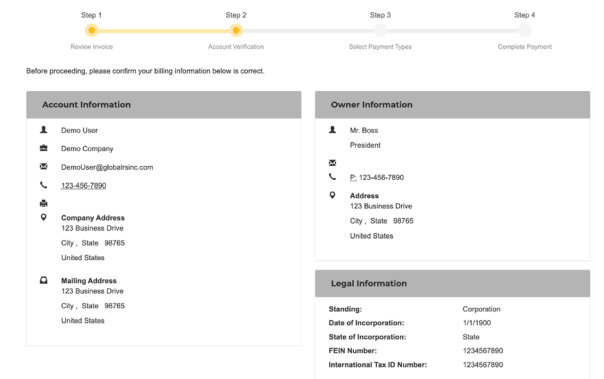 Step 1 Step 2 Step 3 Step 4
Review Invoice Account Verification Select Payment Types Complete Payment
Before proceeding, please confirm your billing information below is correct.
Account Information
Demo User
Demo Company
DemoUser@globalrsinc.com
123-456-7890
Company Address
123 Business Drive
City , State 98765
United States
Mailing Address
123 Business Drive
City , State 98765
United States
Owner Information
Mr. Boss
President
P: 123-456-7890
Address
123 Business Drive
City , State 98765
United States
Legal Information
Standing: Corporation
Date of Incorporation: 1/1/1900
State of Incorporation: State
FEIN Number: 1234567890
International Tax ID Number: 1234567890